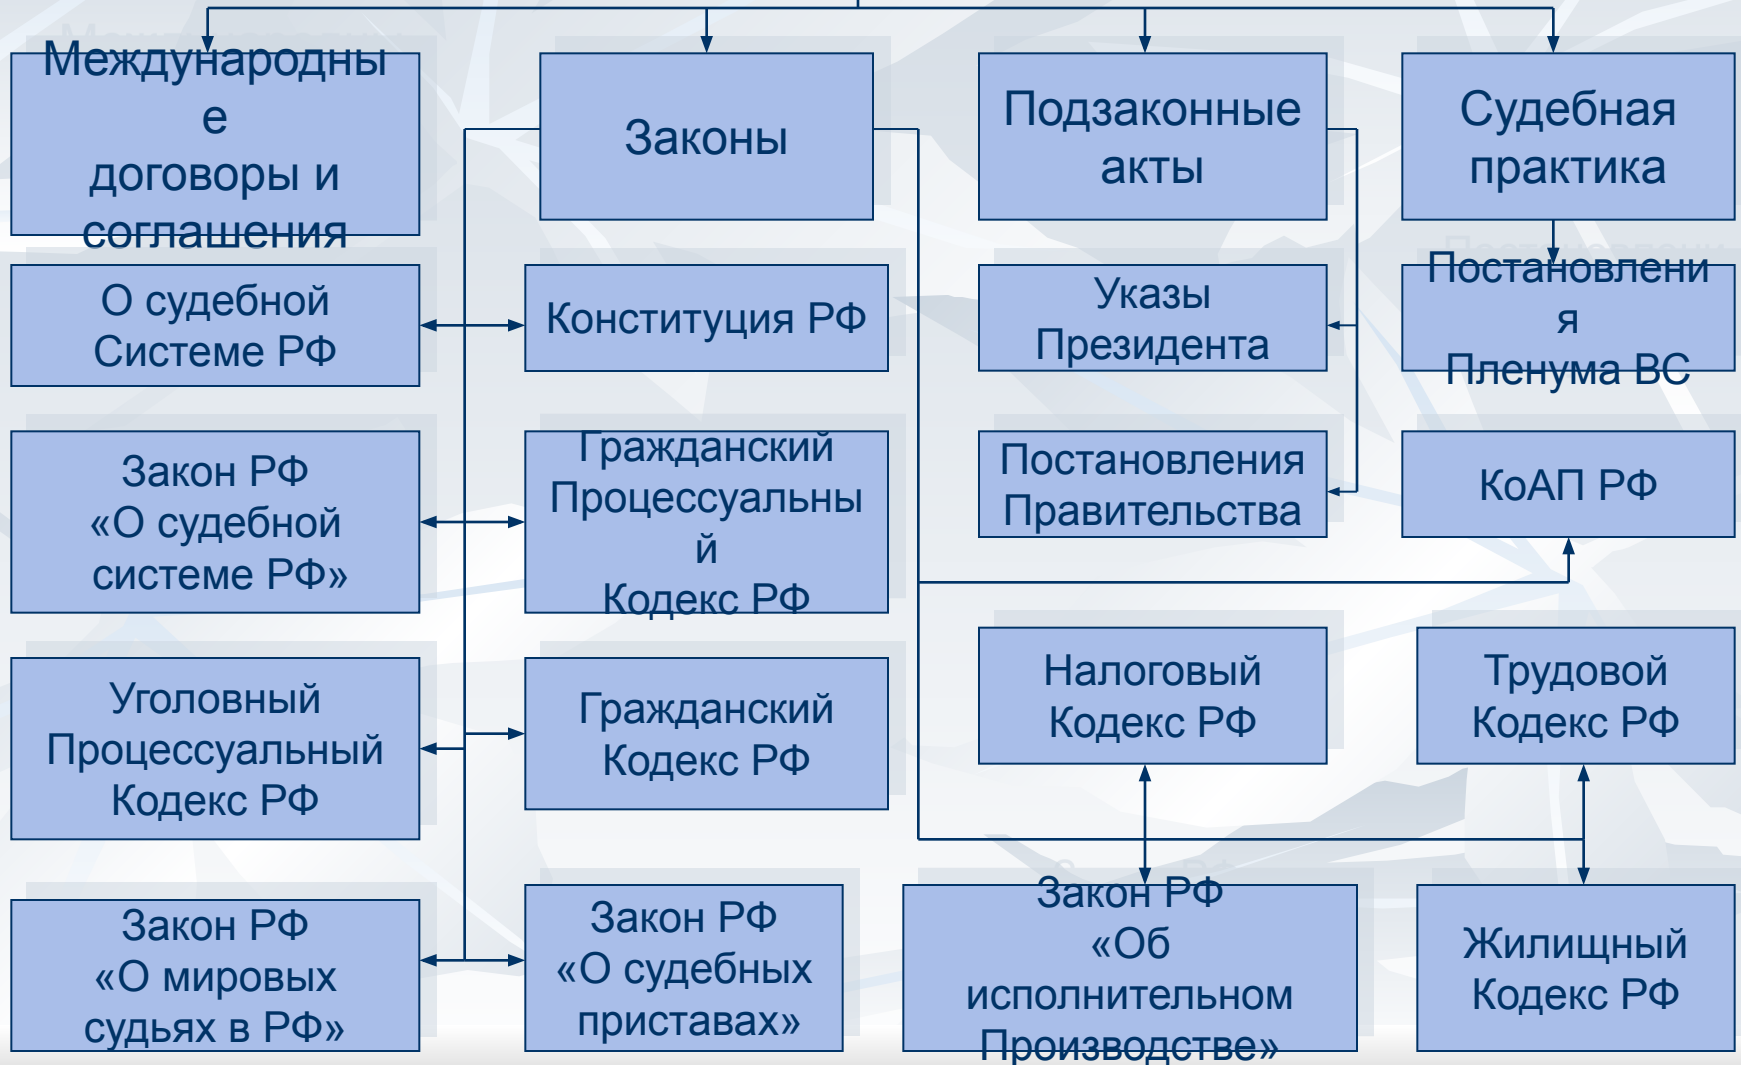 Международны
е
договоры и
соглашения
Законы
Подзаконные
акты
Судебная
практика
О судебной
Системе РФ
Конституция РФ
Указы
Президента
Постановлени
я
Пленума ВС
Закон РФ
«О судебной
системе РФ»
Гражданский
Процессуальны
й
Кодекс РФ
Постановления
Правительства
КоАП РФ
Уголовный
Процессуальный
Кодекс РФ
Гражданский
Кодекс РФ
Налоговый
Кодекс РФ
Трудовой
Кодекс РФ
Закон РФ
«О мировых
судьях в РФ»
Закон РФ
«О судебных
приставах»
Закон РФ
«Об
исполнительном
Производстве»
Жилищный
Кодекс РФ